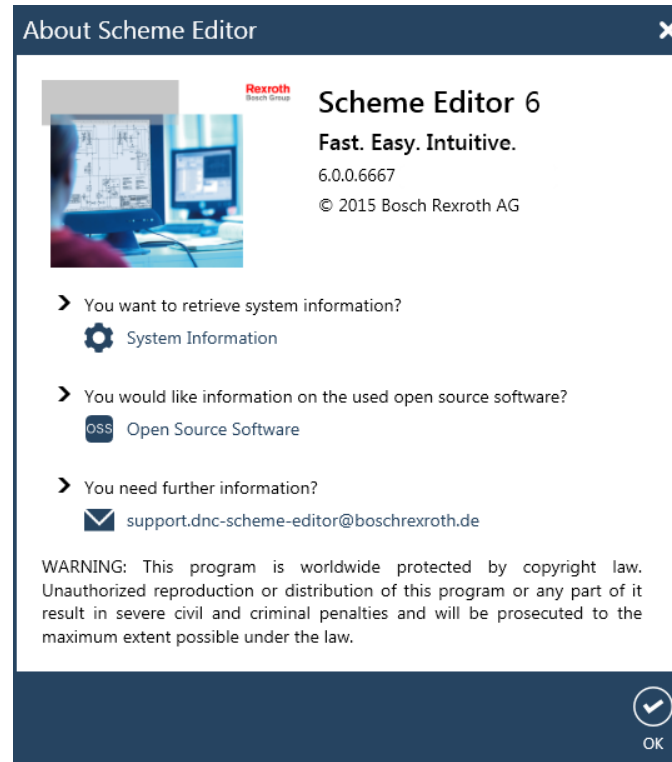 About Scheme Editor
Rexroth
Bosch Group
Scheme Editor 6
Fast. Easy. Intuitive.
6.0.0.6667
© 2015 Bosch Rexroth AG
You want to retrieve system information?
System Information
You would like information on the used open source software?
OSS Open Source Software
You need further information?
support.dnc-scheme-editor@boschrexroth.de
WARNING: This program is worldwide protected by copyright law.
Unauthorized reproduction or distribution of this program or any part of it
result in severe civil and criminal penalties and will be prosecuted to the
maximum extent possible under the law.
OK